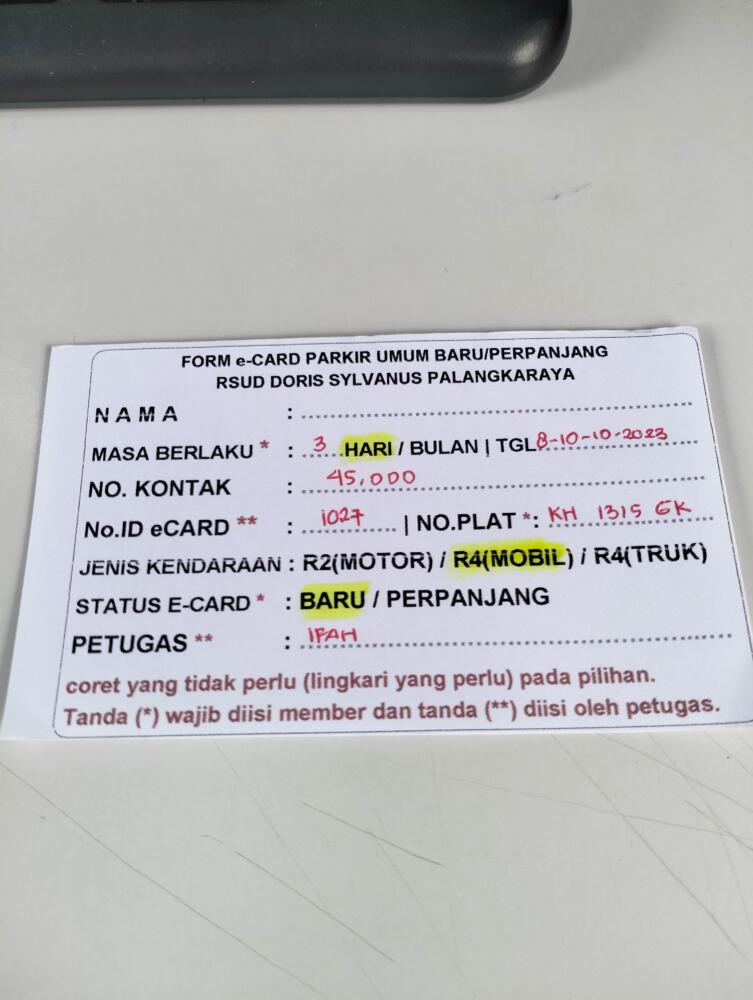 FORM e-CARD PARKIR UMUM BARU/PERPANJANG
RSUD DORIS SYLVANUS PALANGKARAYA
NAMA :
MASA BERLAKU * : 3 HARI / BULAN | TGL 8-10-10-2023
NO. KONTAK : 45,000
No.ID eCARD ** : 1027 | NO.PLAT *: KH 1315 GK
JENIS KENDARAAN : R2(MOTOR) / R4(MOBIL) / R4(TRUK)
STATUS E-CARD * : BARU / PERPANJANG
PETUGAS ** : IFAH
coret yang tidak perlu (lingkari yang perlu) pada pilihan.
Tanda (*) wajib diisi member dan tanda (**) diisi oleh petugas.